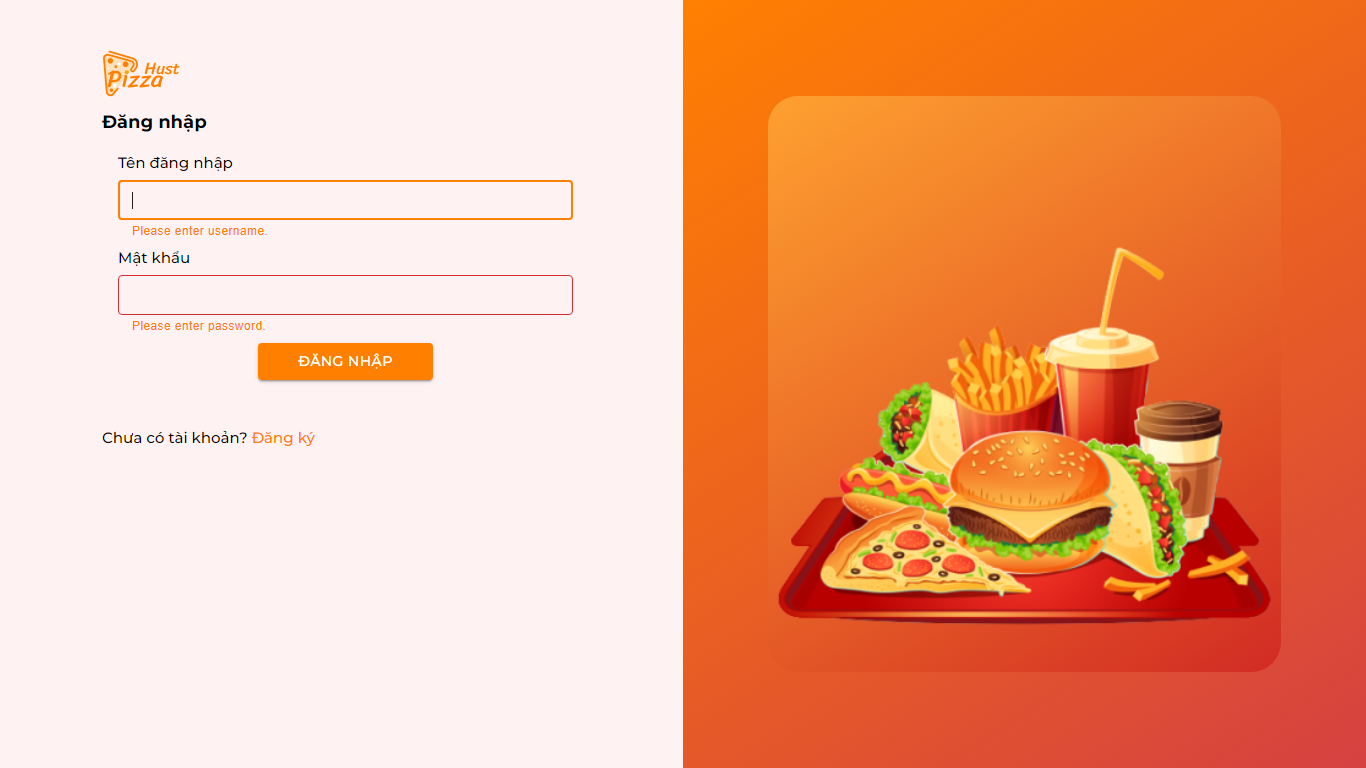 Hust
Pizza
Đăng nhập
Tên đăng nhập
Please enter username.
Mật khẩu
Please enter password.
ĐĂNG NHẬP
Chưa có tài khoản? Đăng ký